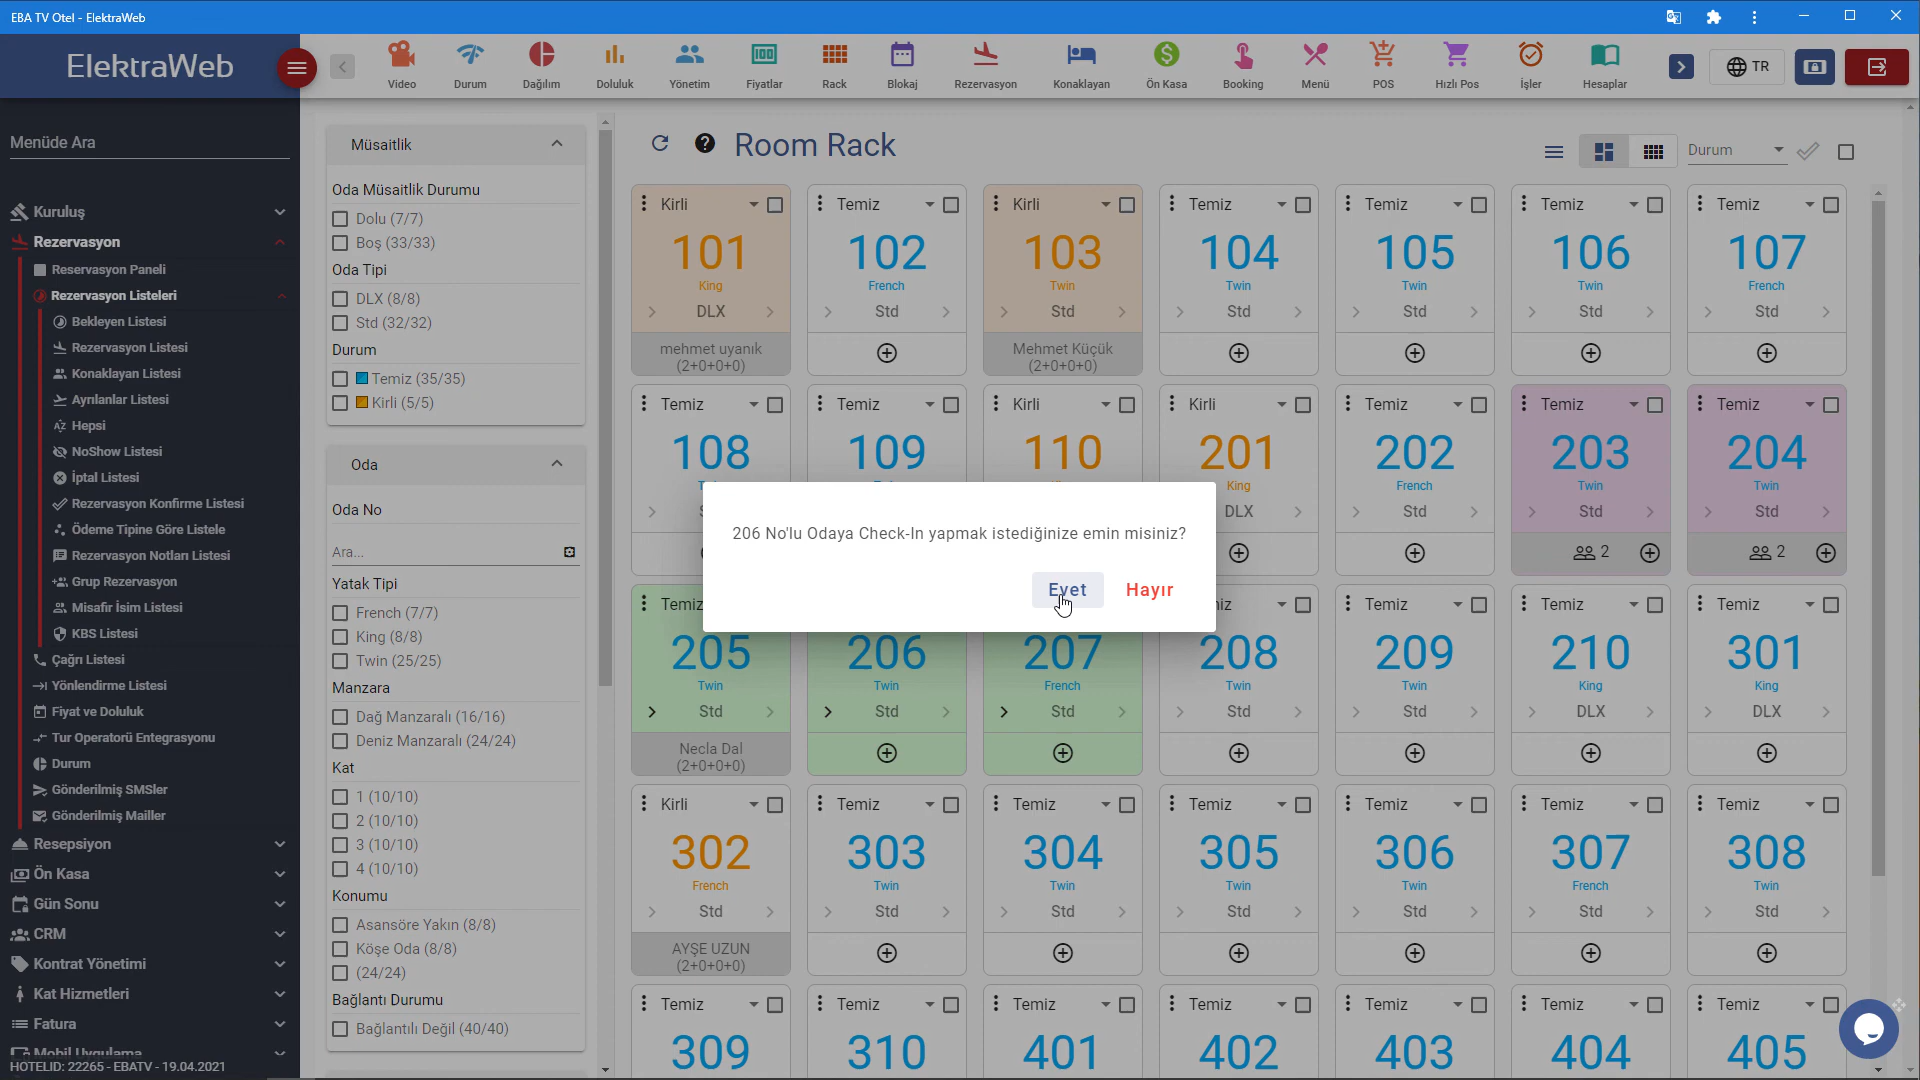 EBA TV Otel - ElektraWeb
ElektraWeb
Video
Durum
Dağılım
Doluluk
Yönetim
Fiyatlar
Rack
Blokaj
Rezervasyon
Konaklayan
Ön Kasa
Booking
Menü
POS
Hızlı Pos
İşler
Hesaplar
TR
Menüde Ara
Kuruluş
Rezervasyon
Reservasyon Paneli
Rezervasyon Listeleri
Bekleyen Listesi
Rezervasyon Listesi
Konaklayan Listesi
Ayrılanlar Listesi
Hepsi
NoShow Listesi
İptal Listesi
Rezervasyon Konfirme Listesi
Ödeme Tipine Göre Listele
Rezervasyon Notları Listesi
Grup Rezervasyon
Misafir İsim Listesi
KBS Listesi
Çağrı Listesi
Yönlendirme Listesi
Fiyat ve Doluluk
Tur Operatorü Entegrasyonu
Durum
Gönderilmiş SMSler
Gönderilmiş Mailler
Resepsiyon
Ön Kasa
Gün Sonu
CRM
Kontrat Yönetimi
Kat Hizmetleri
Fatura
Mobil Uygulama
HOTELID: 22265 - EBATV - 19.04.2021
Müsaitlik
Oda Müsaitlik Durumu
Dolu (7/7)
Boş (33/33)
Oda Tipi
DLX (8/8)
Std (32/32)
Durum
Temiz (35/35)
Kirli (5/5)
Oda
Oda No
Ara...
Yatak Tipi
French (7/7)
King (8/8)
Twin (25/25)
Manzara
Dağ Manzaralı (16/16)
Deniz Manzaralı (24/24)
Kat
1 (10/10)
2 (10/10)
3 (10/10)
4 (10/10)
Konumu
Asansöre Yakın (8/8)
Köşe Oda (8/8)
(24/24)
Bağlantı Durumu
Bağlantılı Değil (40/40)
Room Rack
Durum
Kirli Temiz Kirli Temiz Temiz Temiz Temiz
101 102 103 104 105 106 107
King French Twin Twin Twin Twin French
DLX Std Std Std Std Std Std
mehmet uyanık Mehmet Küçük
(2+0+0+0) (2+0+0+0)
Temiz Temiz Kirli Kirli Temiz Temiz Temiz
108 109 110 201 202 203 204
King French Twin Twin
DLX Std Std Std
2 2
206 No'lu Odaya Check-In yapmak istediğinize emin misiniz?
Evet Hayır
Temiz Temiz Temiz Temiz
205 206 207 208 209 210 301
Twin Twin French Twin Twin King King
Std Std Std Std Std DLX DLX
Necla Dal
(2+0+0+0)
Kirli Temiz Temiz Temiz Temiz Temiz Temiz
302 303 304 305 306 307 308
French Twin Twin Twin Twin French Twin
Std Std Std Std Std Std Std
AYŞE UZUN
(2+0+0+0)
Temiz Temiz Temiz Temiz Temiz Temiz Temiz
309 310 401 402 403 404 405